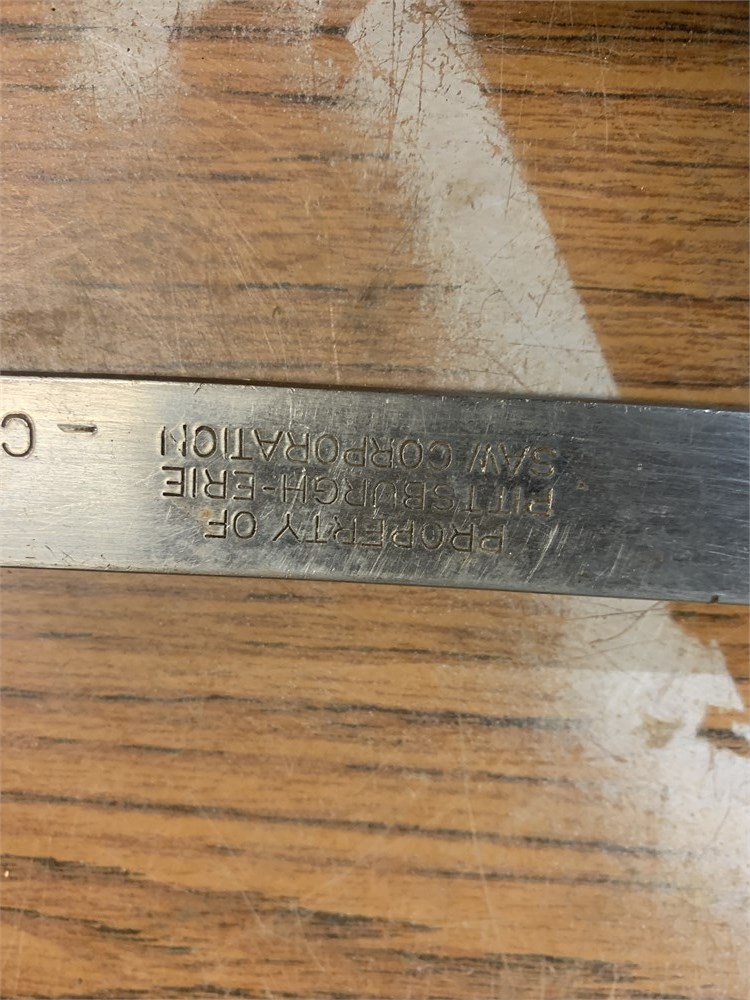 PROPERTY OF
PITTSBURGH-ERIE
SAW CORPORATION
- C